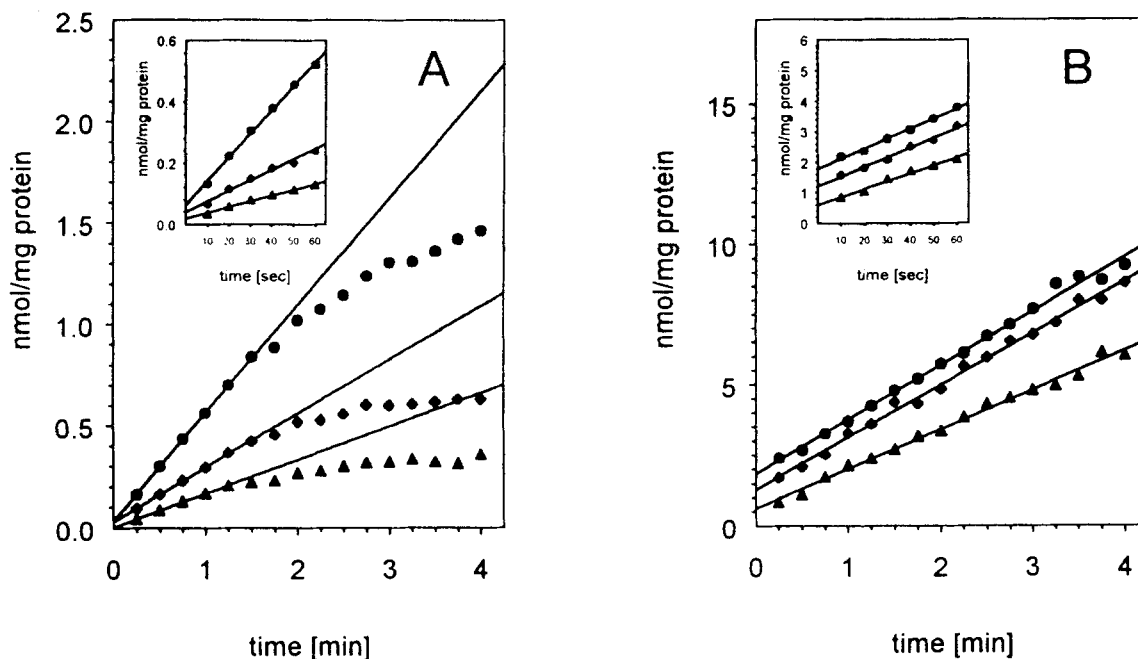 A
2.5
2.0
1.5
1.0
0.5
0.0
0 1 2 3 4
nmol/mg protein
time [min]
0.6
0.4
0.2
0.0
10 20 30 40 50 60
nmol/mg protein
time [sec]
B
15
10
5
0
0 1 2 3 4
nmol/mg protein
time [min]
6
5
4
3
2
1
0
10 20 30 40 50 60
nmol/mg protein
time [sec]